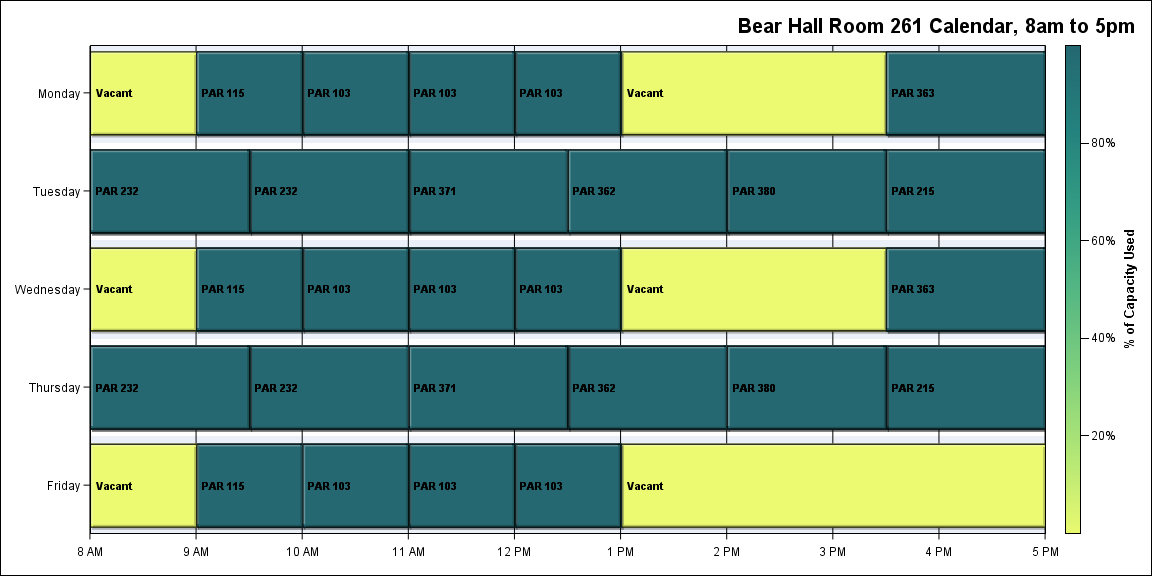 Bear Hall Room 261 Calendar, 8am to 5pm
Monday
Vacant
PAR 115
PAR 103
PAR 103
PAR 103
Vacant
PAR 363
Tuesday
PAR 232
PAR 232
PAR 371
PAR 362
PAR 380
PAR 215
Wednesday
Vacant
PAR 115
PAR 103
PAR 103
PAR 103
Vacant
PAR 363
Thursday
PAR 232
PAR 232
PAR 371
PAR 362
PAR 380
PAR 215
Friday
Vacant
PAR 115
PAR 103
PAR 103
PAR 103
Vacant
8 AM
9 AM
10 AM
11 AM
12 PM
1 PM
2 PM
3 PM
4 PM
5 PM
80%
60%
40%
20%
% of Capacity Used